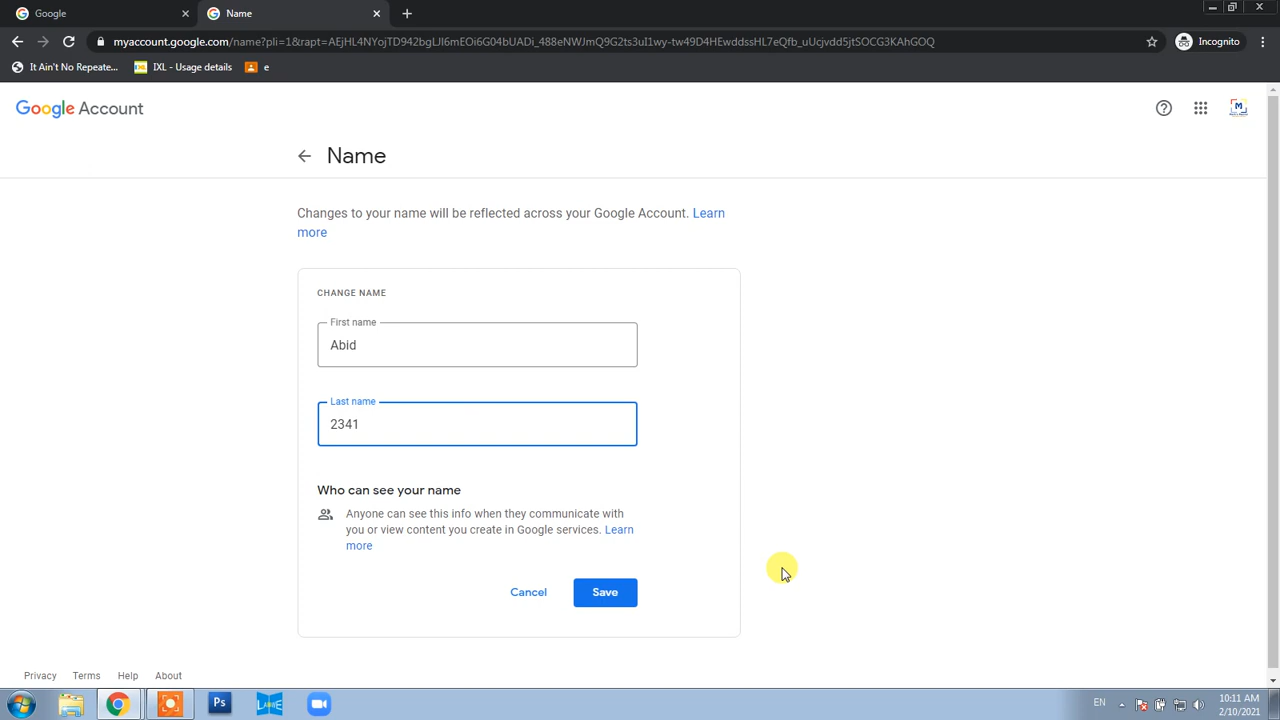 Google
Name
myaccount.google.com/name?pli=1&rapt=AEjHL4NYojTD942bgLJI6mEOi6G04bUADi_488eNWJmQ9G2ts3uI1wy-tw49D4HEwddssHL7eQfb_uUcjvdd5jtSOCG3KAhGOQ
Incognito
It Ain't No Repeate...
IXL - Usage details
e
Google Account
M
Name
Changes to your name will be reflected across your Google Account. Learn
more
CHANGE NAME
First name
Abid
Last name
2341
Who can see your name
Anyone can see this info when they communicate with
you or view content you create in Google services. Learn
more
Cancel
Save
Privacy
Terms
Help
About
Ps
EN
10:11 AM
2/10/2021